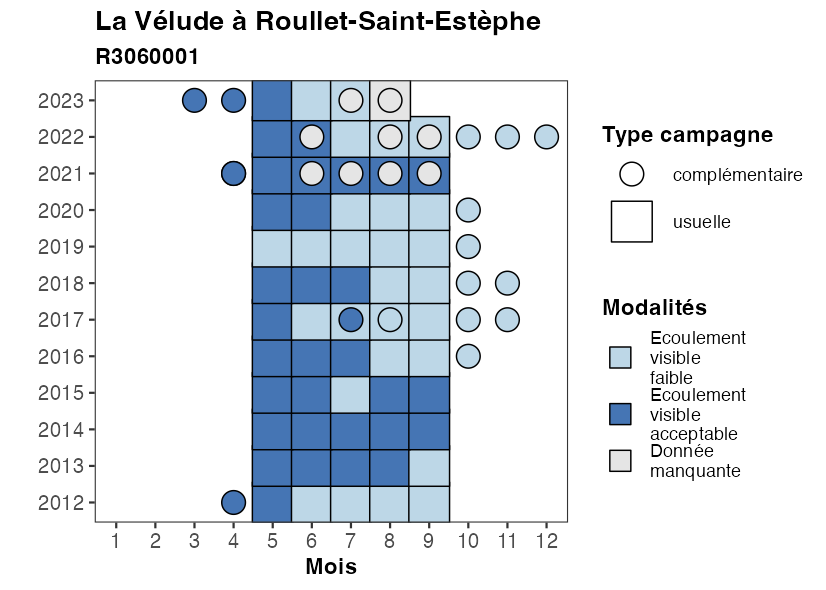 La Vélude à Roullet-Saint-Estèphe
R3060001
2023
2022
2021
2020
2019
2018
2017
2016
2015
2014
2013
2012
1 2 3 4 5 6 7 8 9 10 11 12
Mois
Type campagne
complémentaire
usuelle
Modalités
Ecoulement
visible
faible
Ecoulement
visible
acceptable
Donnée
manquante